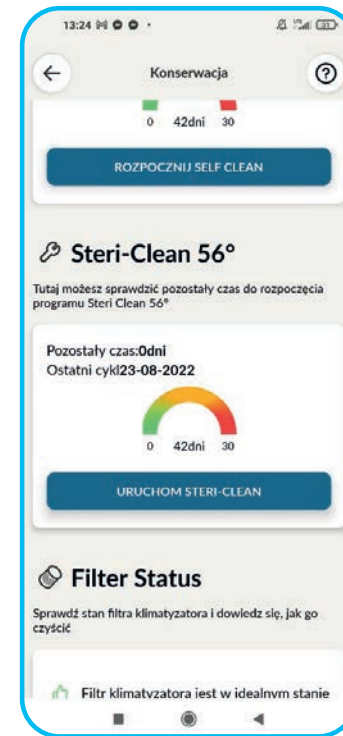 13:24
Konserwacja
0 42dni 30
ROZPOCZNIJ SELF CLEAN
Steri-Clean 56°
Tutaj możesz sprawdzić pozostały czas do rozpoczęcia
programu Steri Clean 56°
Pozostały czas:0dni
Ostatni cykl23-08-2022
0 42dni 30
URUCHOM STERI-CLEAN
Filter Status
Sprawdź stan filtra klimatyzatora i dowiedz się, jak go
czyścić
Filtr klimatyzatora jest w idealnym stanie